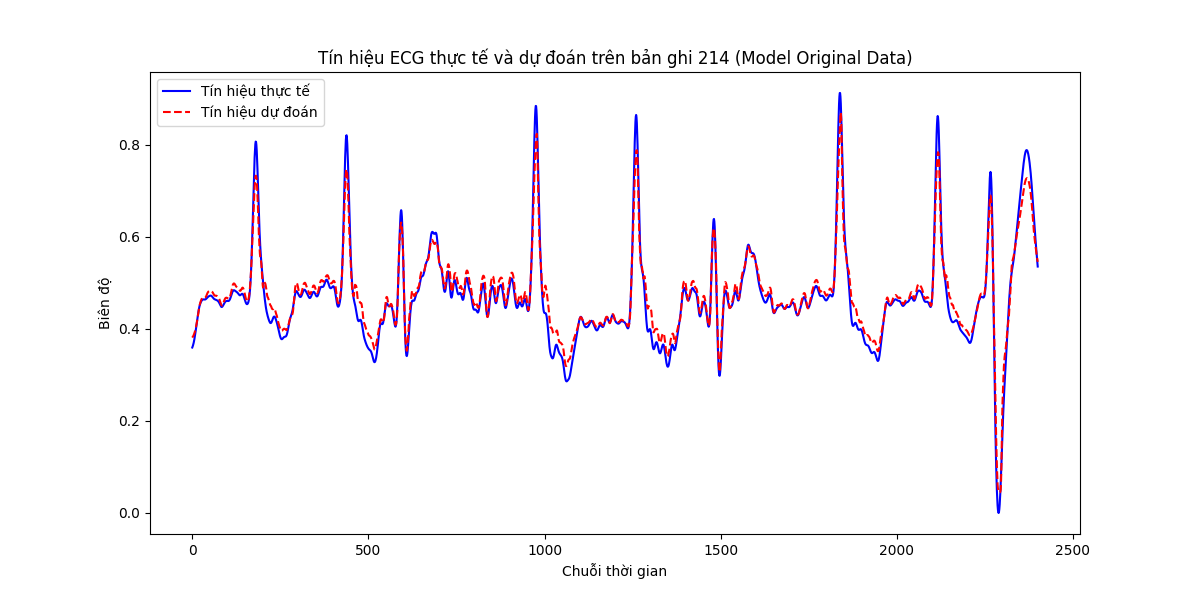 Tín hiệu ECG thực tế và dự đoán trên bản ghi 214 (Model Original Data)
Tín hiệu thực tế
Tín hiệu dự đoán
Biên độ
0.8
0.6
0.4
0.2
0.0
0 500 1000 1500 2000 2500
Chuỗi thời gian